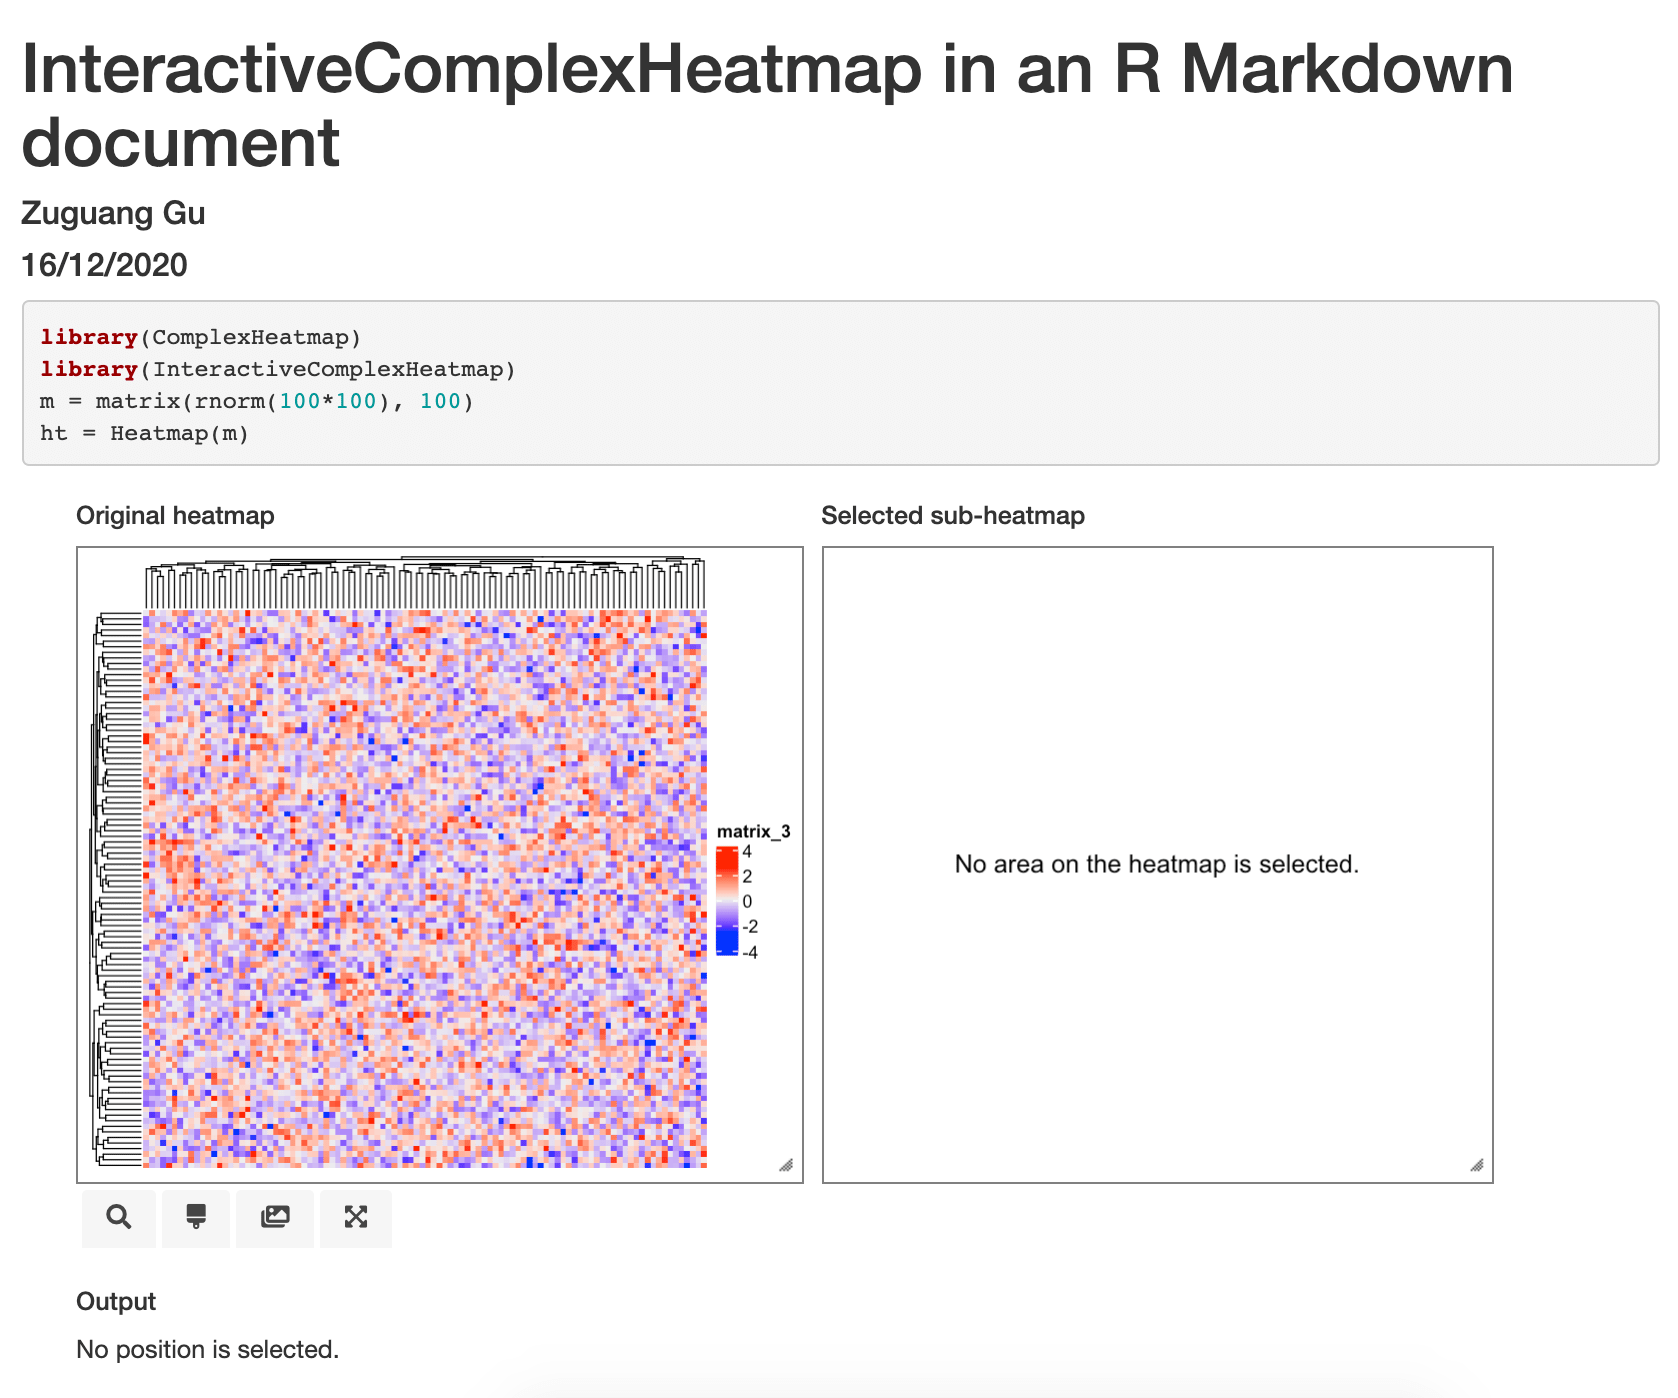 InteractiveComplexHeatmap in an R Markdown
document
Zuguang Gu
16/12/2020
library(ComplexHeatmap)
library(InteractiveComplexHeatmap)
m = matrix(rnorm(100*100), 100)
ht = Heatmap(m)
Original heatmap
Selected sub-heatmap
matrix_3
4
2
0
-2
-4
No area on the heatmap is selected.
Output
No position is selected.